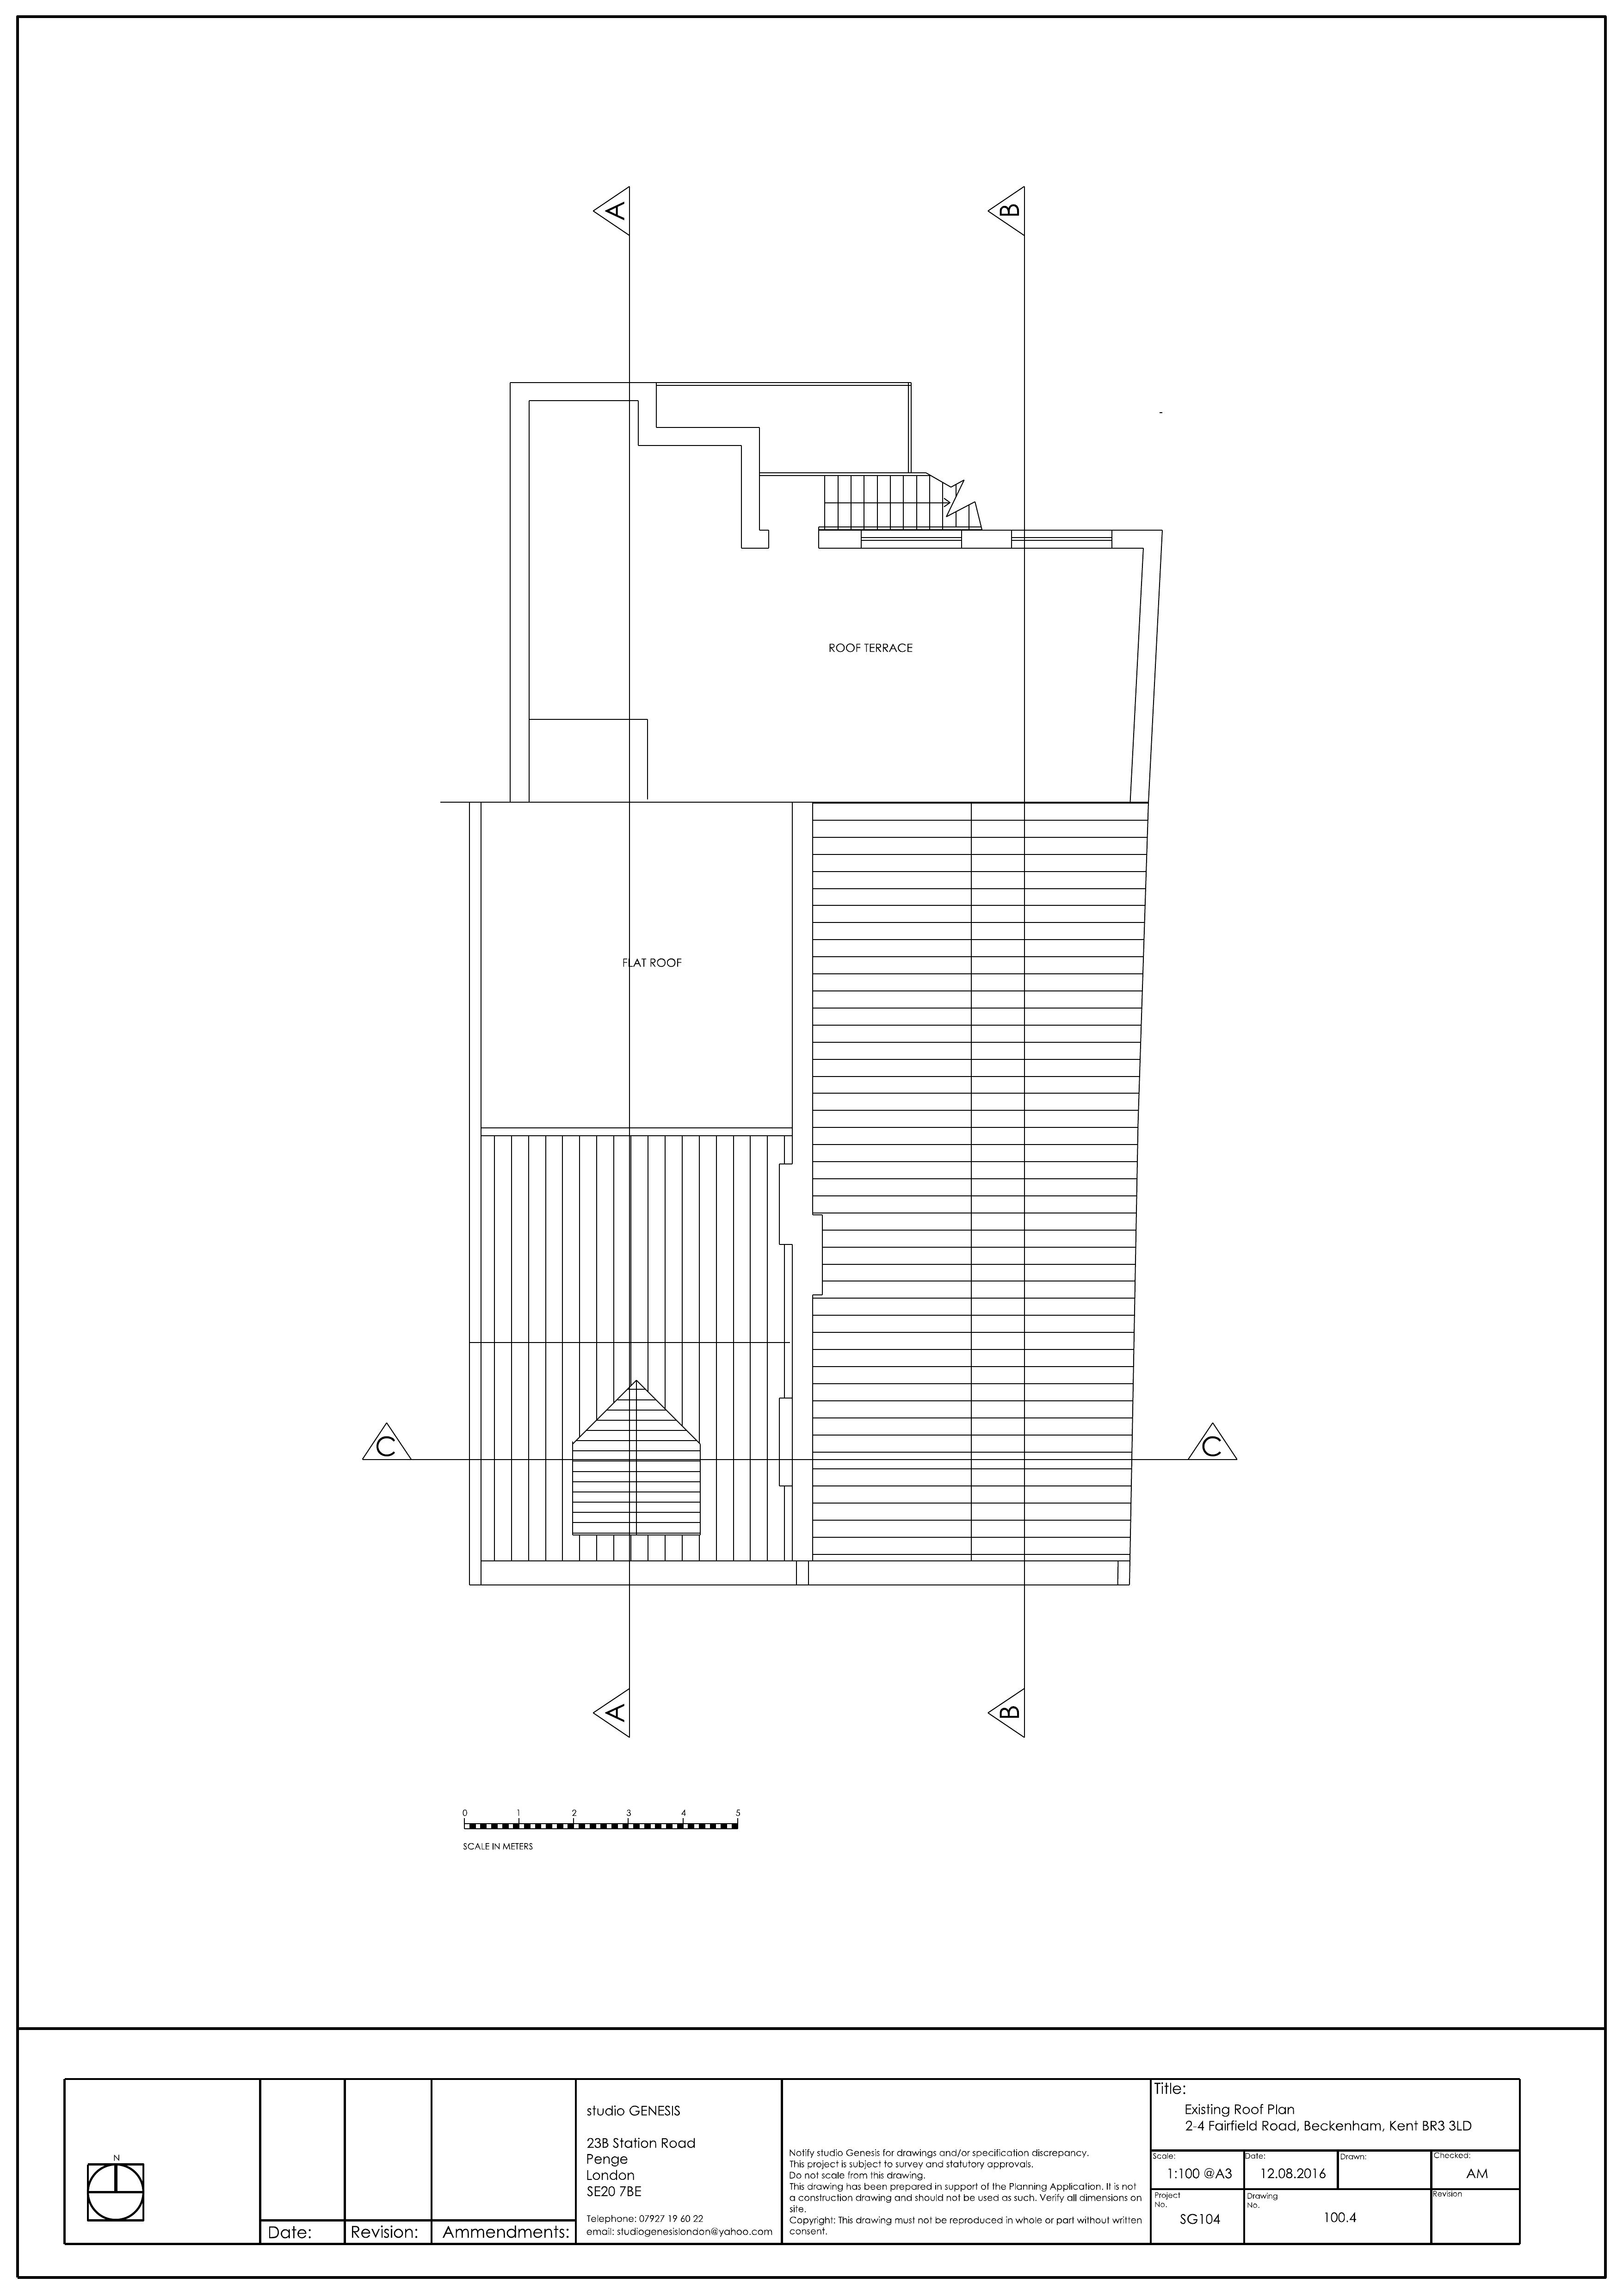 A
B
ROOF TERRACE
FLAT ROOF
C
C
A
B
0 1 2 3 4 5
SCALE IN METERS
N
Date:
Revision:
Ammendments:
studio GENESIS
23B Station Road
Penge
London
SE20 7BE
Telephone: 07927 19 60 22
email: studiogenesislondon@yahoo.com
Notify studio Genesis for drawings and/or specification discrepancy.
This project is subject to survey and statutory approvals.
Do not scale from this drawing.
This drawing has been prepared in support of the Planning Application. It is not
a construction drawing and should not be used as such. Verify all dimensions on
site.
Copyright: This drawing must not be reproduced in whole or part without written
consent.
Title:
Existing Roof Plan
2-4 Fairfield Road, Beckenham, Kent BR3 3LD
Scale:
1:100 @A3
Date:
12.08.2016
Drawn:
Checked:
AM
Project
No.
SG104
Drawing
No.
100.4
Revision